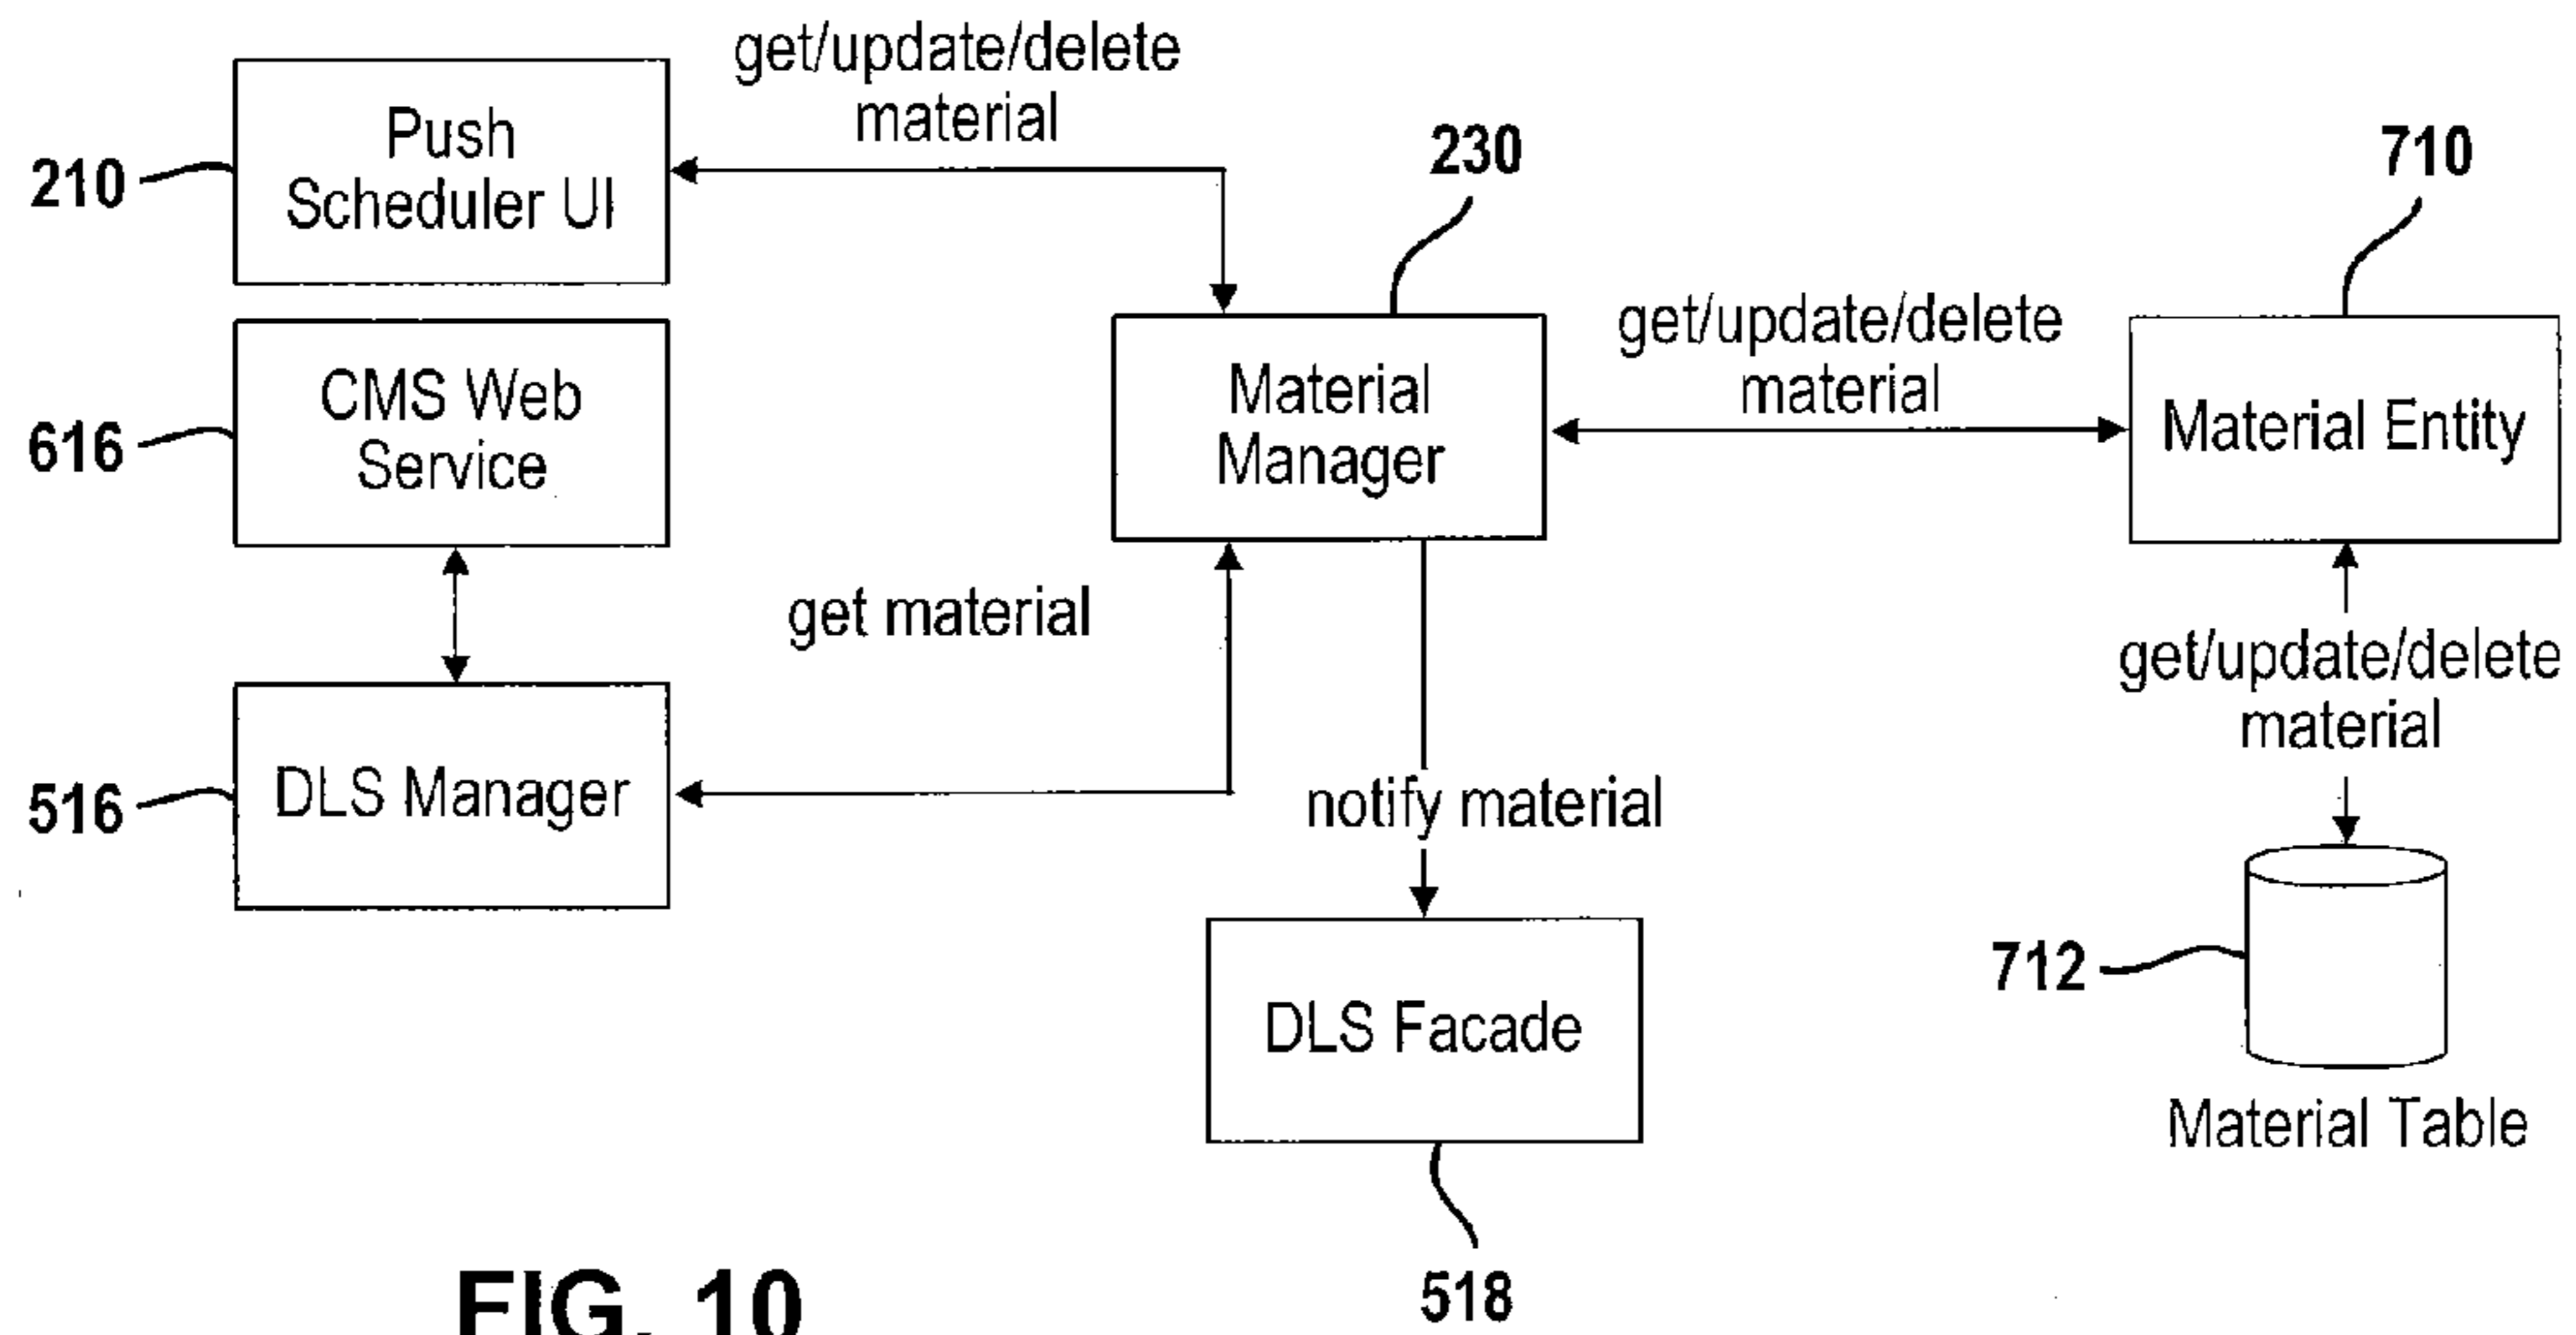 get/update/delete
material
Push
Scheduler UI
210
230
710
CMS Web
Service
616
Material
Manager
get/update/delete
material
Material Entity
get material
get/update/delete
material
DLS Manager
516
notify material
712
DLS Facade
Material Table
518
FIG. 10